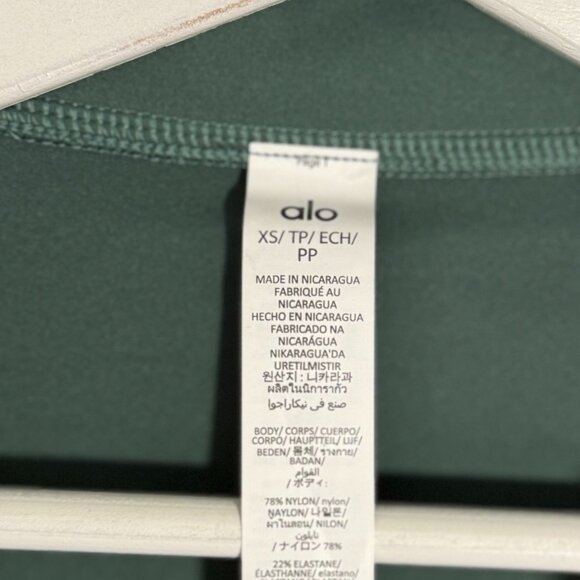 Page 1
alo
XS/ TP/ ECH/
PP
MADE IN NICARAGUA
FABRIQUÉ AU
NICARAGUA
HECHO EN NICARAGUA
FABRICADO NA
NICARÁGUA
NIKARAGUA'DA
URETILMISTIR
원산지 : 니카라과
ผลิตในนิการากัว
صنع في نيكاراجوا
BODY/ CORPS/ CUERPO/
CORPO/ HAUPTTEIL/ LIJF/
BEDEN/ 몸체/ รางกาย/
BADAN/
القوام/
/ ボディ:
78% NYLON/ nylon/
NAYLON/ 나일론/
ผ้าไนลอน/ NILON/
نايلون
/ ナイロン 78%
22% ELASTANE/
ÉLASTHANNE/ elastano/